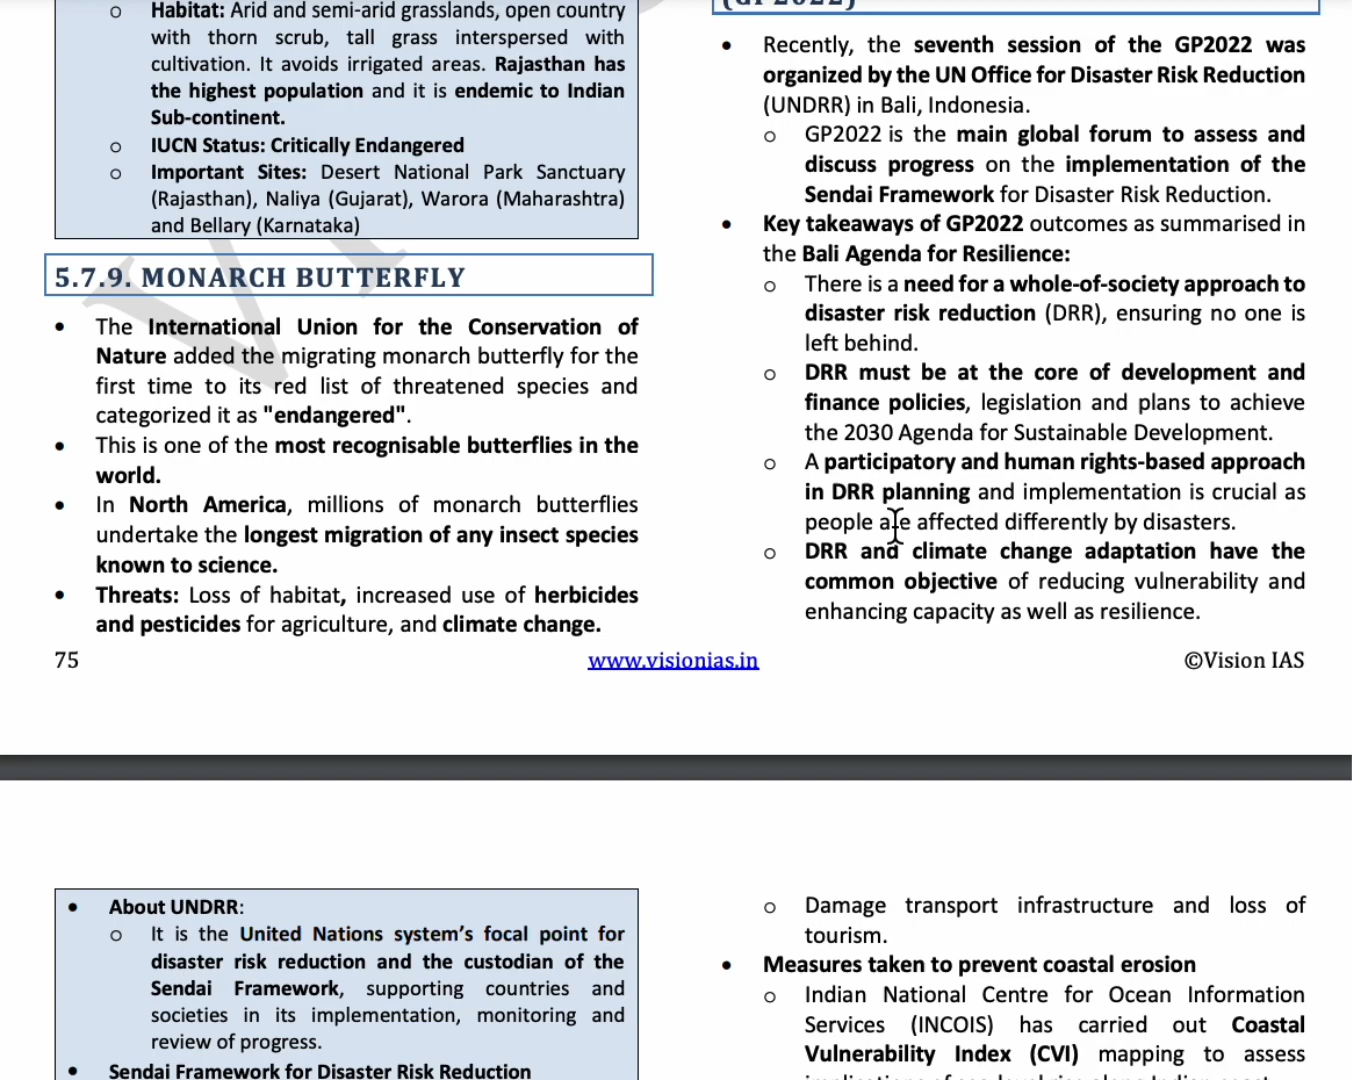 o Habitat: Arid and semi-arid grasslands, open country
with thorn scrub, tall grass interspersed with
cultivation. It avoids irrigated areas. Rajasthan has
the highest population and it is endemic to Indian
Sub-continent.
o IUCN Status: Critically Endangered
o Important Sites: Desert National Park Sanctuary
(Rajasthan), Naliya (Gujarat), Warora (Maharashtra)
and Bellary (Karnataka)
5.7.9. MONARCH BUTTERFLY
• The International Union for the Conservation of
Nature added the migrating monarch butterfly for the
first time to its red list of threatened species and
categorized it as "endangered".
• This is one of the most recognisable butterflies in the
world.
• In North America, millions of monarch butterflies
undertake the longest migration of any insect species
known to science.
• Threats: Loss of habitat, increased use of herbicides
and pesticides for agriculture, and climate change.
(GP2022)
• Recently, the seventh session of the GP2022 was
organized by the UN Office for Disaster Risk Reduction
(UNDRR) in Bali, Indonesia.
o GP2022 is the main global forum to assess and
discuss progress on the implementation of the
Sendai Framework for Disaster Risk Reduction.
• Key takeaways of GP2022 outcomes as summarised in
the Bali Agenda for Resilience:
o There is a need for a whole-of-society approach to
disaster risk reduction (DRR), ensuring no one is
left behind.
o DRR must be at the core of development and
finance policies, legislation and plans to achieve
the 2030 Agenda for Sustainable Development.
o A participatory and human rights-based approach
in DRR planning and implementation is crucial as
people are affected differently by disasters.
o DRR and climate change adaptation have the
common objective of reducing vulnerability and
enhancing capacity as well as resilience.
75 www.visionias.in ©Vision IAS
• About UNDRR:
o It is the United Nations system's focal point for
disaster risk reduction and the custodian of the
Sendai Framework, supporting countries and
societies in its implementation, monitoring and
review of progress.
• Sendai Framework for Disaster Risk Reduction
o Damage transport infrastructure and loss of
tourism.
• Measures taken to prevent coastal erosion
o Indian National Centre for Ocean Information
Services (INCOIS) has carried out Coastal
Vulnerability Index (CVI) mapping to assess